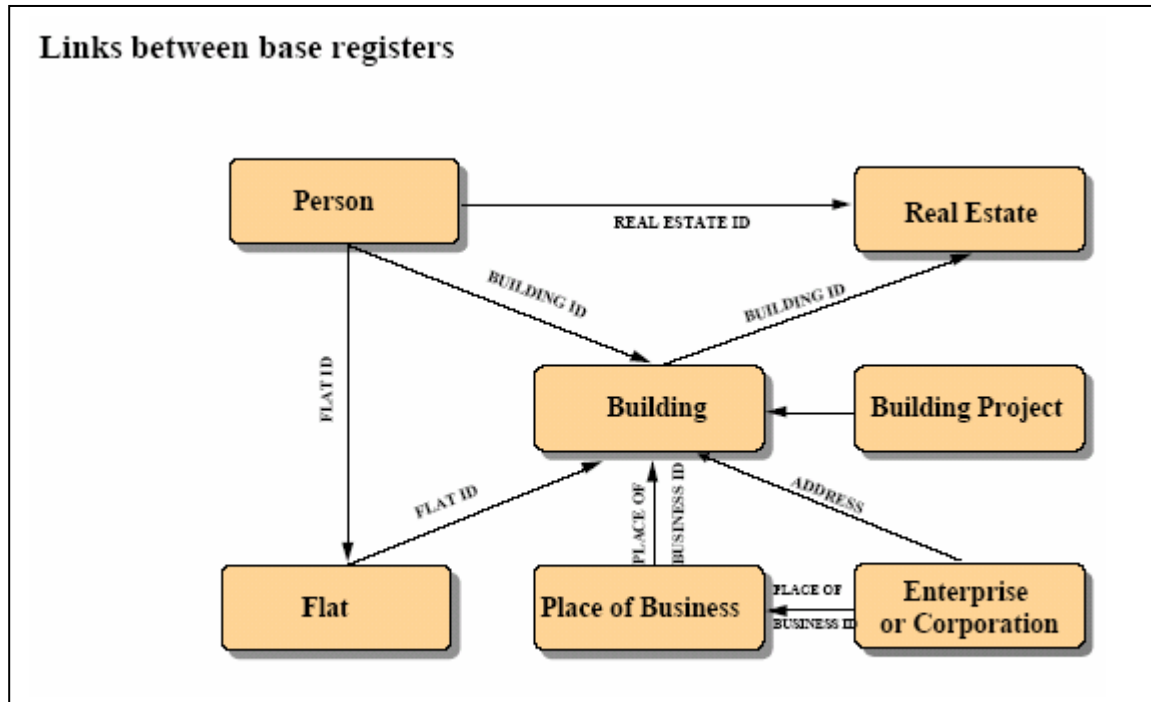 Links between base registers
Person
Real Estate
REAL ESTATE ID
BUILDING ID
BUILDING ID
FLAT ID
Building
Building Project
FLAT ID
PLACE OF
BUSINESS ID
ADDRESS
Flat
Place of Business
PLACE OF
BUSINESS ID
Enterprise
or Corporation